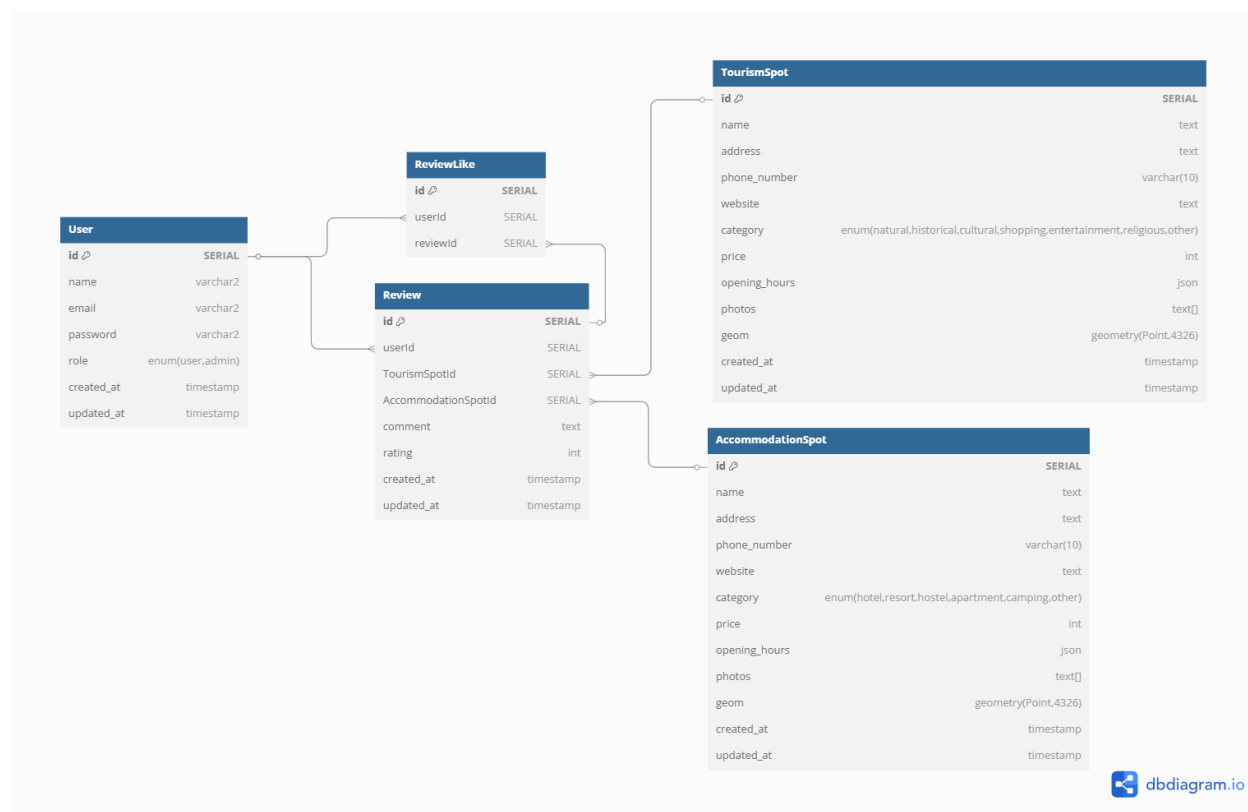 User
id SERIAL
name varchar2
email varchar2
password varchar2
role enum(user,admin)
created_at timestamp
updated_at timestamp
ReviewLike
id SERIAL
userId SERIAL
reviewId SERIAL
Review
id SERIAL
userId SERIAL
TourismSpotId SERIAL
AccommodationSpotId SERIAL
comment text
rating int
created_at timestamp
updated_at timestamp
TourismSpot
id SERIAL
name text
address text
phone_number varchar(10)
website text
category enum(natural,historical,cultural,shopping,entertainment,religious,other)
price int
opening_hours json
photos text[]
geom geometry(Point,4326)
created_at timestamp
updated_at timestamp
AccommodationSpot
id SERIAL
name text
address text
phone_number varchar(10)
website text
category enum(hotel,resort,hostel,apartment,camping,other)
price int
opening_hours json
photos text[]
geom geometry(Point,4326)
created_at timestamp
updated_at timestamp
dbdiagram.io